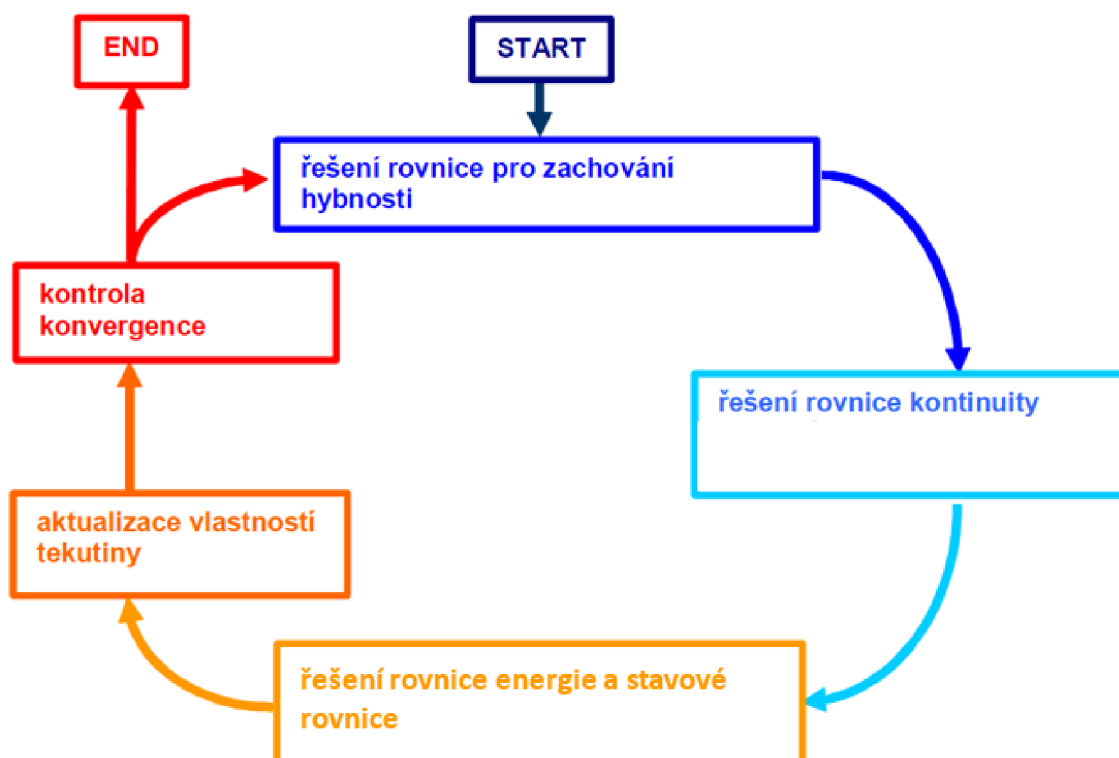 END
START
řešení rovnice pro zachování
hybnosti
kontrola
konvergence
řešení rovnice kontinuity
aktualizace vlastností
tekutiny
řešení rovnice energie a stavové
rovnice